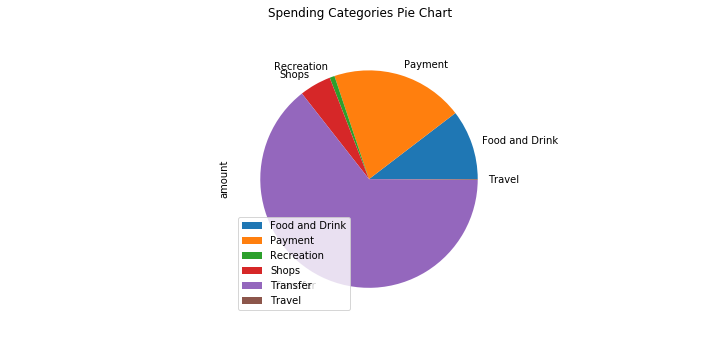 Spending Categories Pie Chart
Recreation
Shops
Payment
Food and Drink
Travel
amount
Food and Drink
Payment
Recreation
Shops
Transfer
Travel